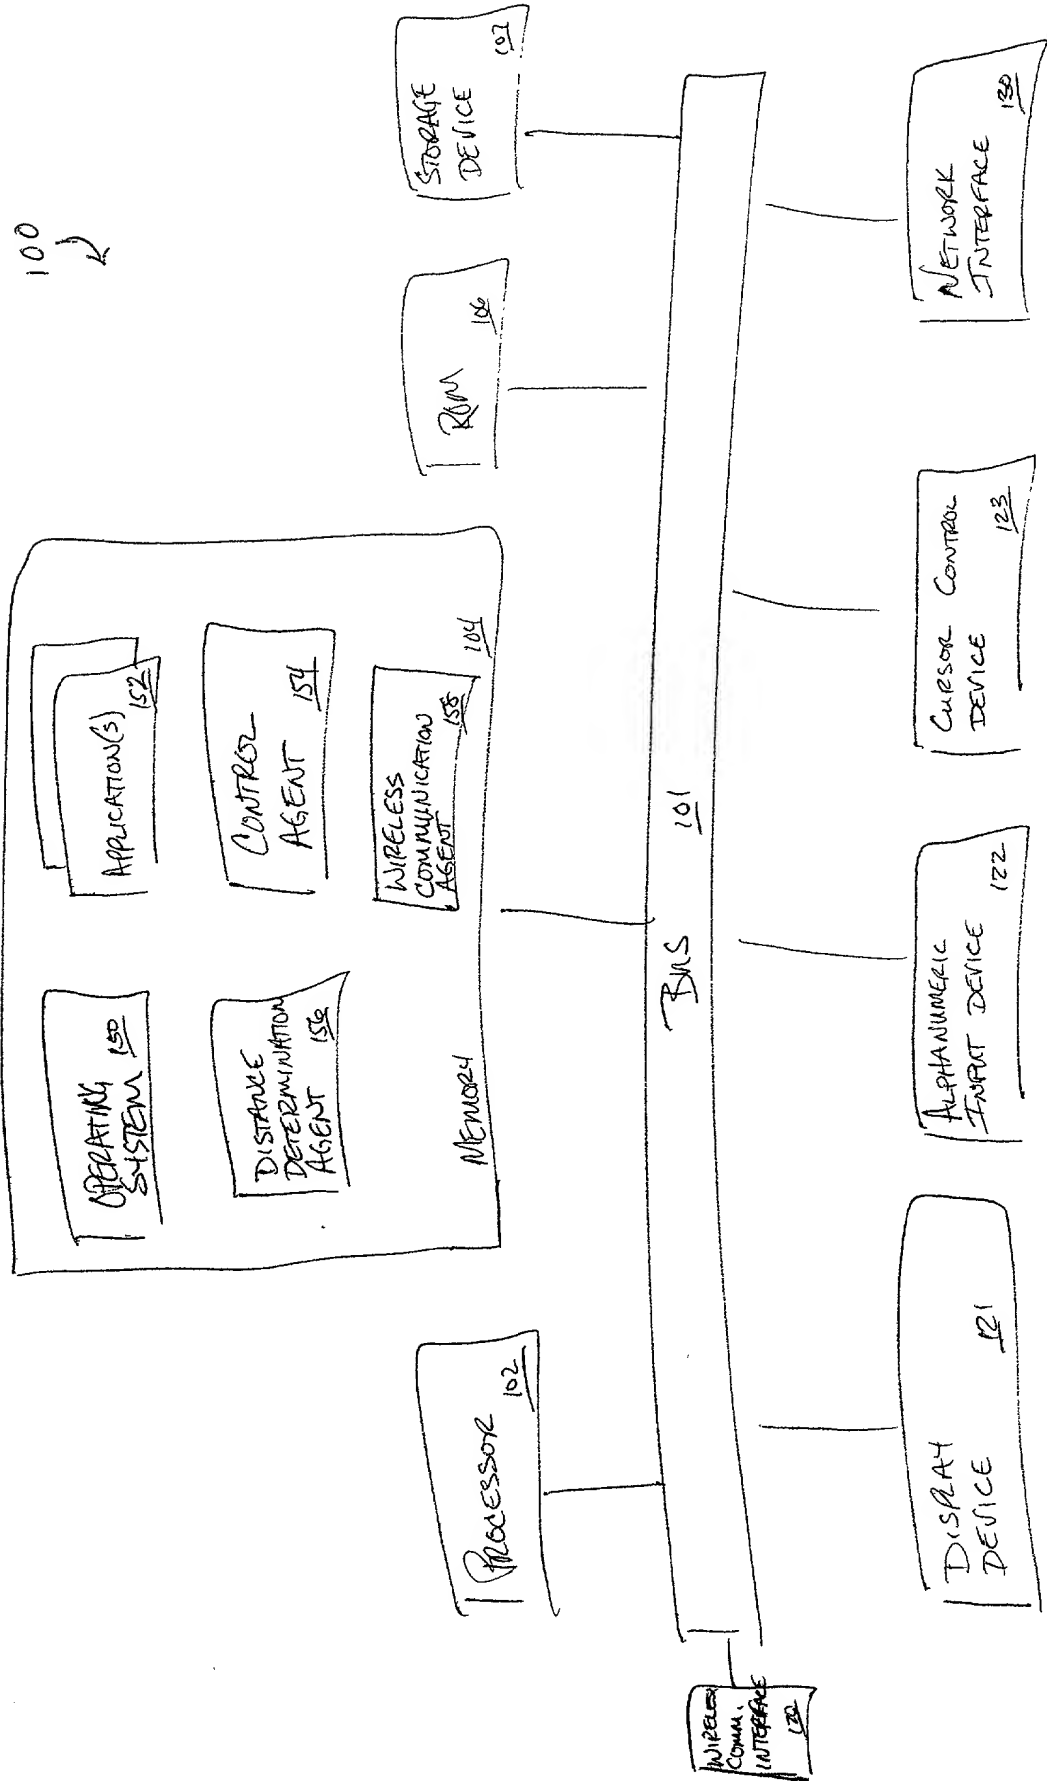 100
OPERATING
SYSTEM 150
APPLICATION(S)
152
DISTANCE
DETERMINATION
AGENT 156
CONTROL
AGENT 154
WIRELESS
COMMUNICATION
AGENT 158
MEMORY 104
PROCESSOR
102
ROM
106
STORAGE
DEVICE
107
BUS 101
WIRELESS
COMM.
INTERFACE
DISPLAY
DEVICE 121
ALPHANUMERIC
INPUT DEVICE
122
CURSOR CONTROL
DEVICE 123
NETWORK
INTERFACE
130